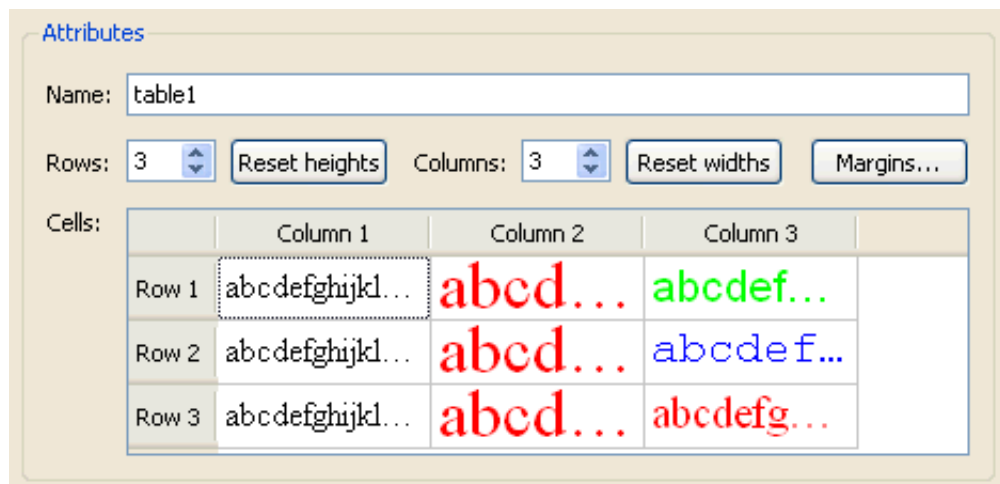 Attributes
Name: table1
Rows: 3 Reset heights Columns: 3 Reset widths Margins...
Cells: Column 1 Column 2 Column 3
Row 1 abcdefghijkl... abcd... abcdef...
Row 2 abcdefghijkl... abcd... abcdef...
Row 3 abcdefghijkl... abcd... abcdefg...